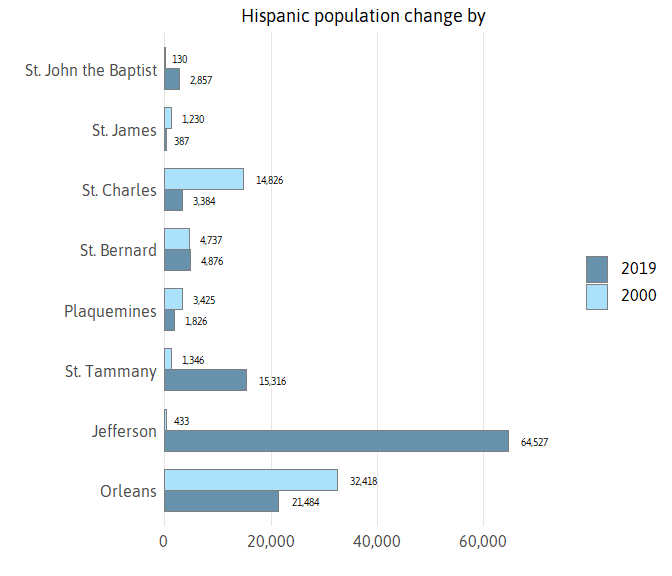 Hispanic population change by
St. John the Baptist
130
2,857
St. James
1,230
387
St. Charles
14,826
3,384
St. Bernard
4,737
4,876
Plaquemines
3,425
1,826
St. Tammany
1,346
15,316
Jefferson
433
64,527
Orleans
32,418
21,484
0 20,000 40,000 60,000
2019
2000